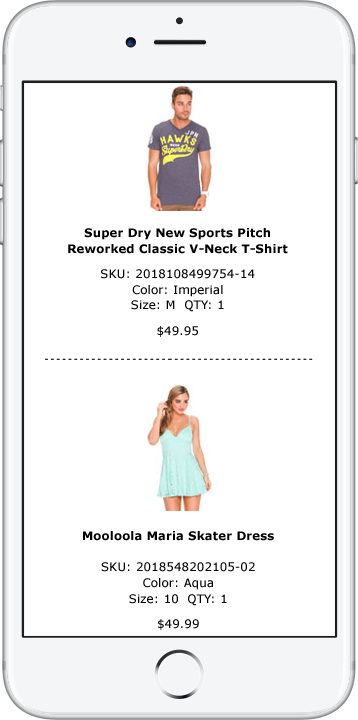 JPN
HAWKS
Superdry
Super Dry New Sports Pitch
Reworked Classic V-Neck T-Shirt
SKU: 2018108499754-14
Color: Imperial
Size: M  QTY: 1
$49.95
Mooloola Maria Skater Dress
SKU: 2018548202105-02
Color: Aqua
Size: 10  QTY: 1
$49.99